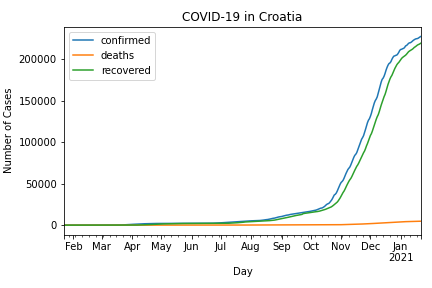 COVID-19 in Croatia
confirmed
deaths
recovered
Number of Cases
200000
150000
100000
50000
0
Feb Mar Apr May Jun Jul Aug Sep Oct Nov Dec Jan
2021
Day